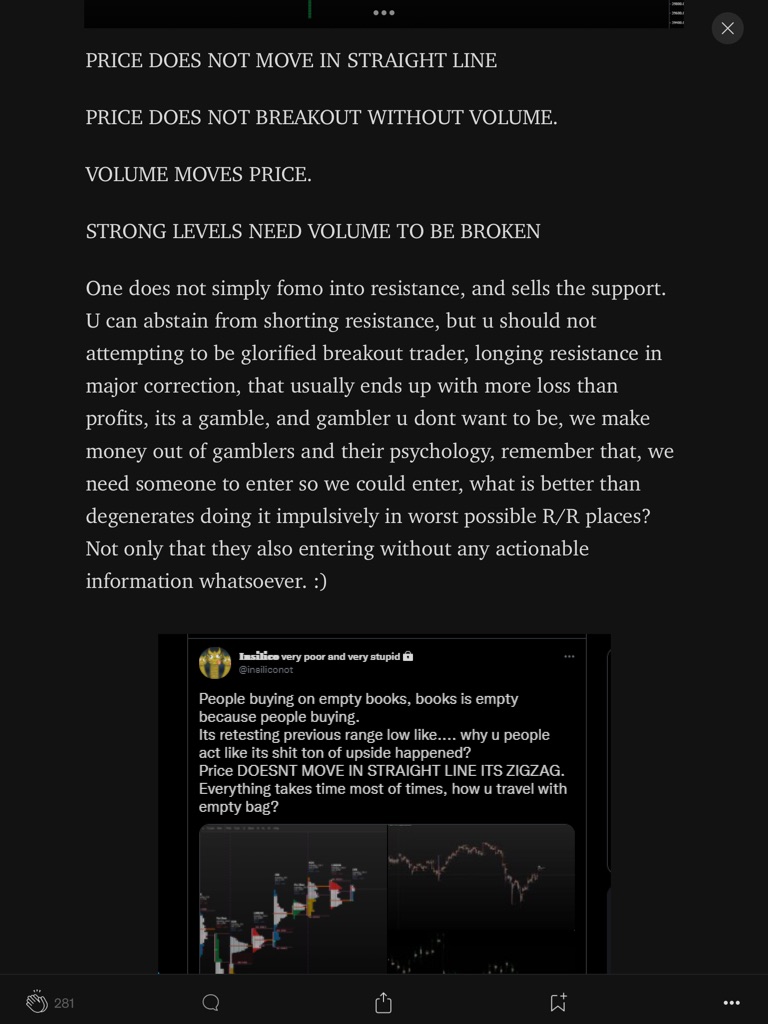 PRICE DOES NOT MOVE IN STRAIGHT LINE
PRICE DOES NOT BREAKOUT WITHOUT VOLUME.
VOLUME MOVES PRICE.
STRONG LEVELS NEED VOLUME TO BE BROKEN
One does not simply fomo into resistance, and sells the support.
U can abstain from shorting resistance, but u should not
attempting to be glorified breakout trader, longing resistance in
major correction, that usually ends up with more loss than
profits, its a gamble, and gambler u dont want to be, we make
money out of gamblers and their psychology, remember that, we
need someone to enter so we could enter, what is better than
degenerates doing it impulsively in worst possible R/R places?
Not only that they also entering without any actionable
information whatsoever. :)
Insilico very poor and very stupid
@insiliconot
People buying on empty books, books is empty
because people buying.
Its retesting previous range low like.... why u people
act like its shit ton of upside happened?
Price DOESNT MOVE IN STRAIGHT LINE ITS ZIGZAG.
Everything takes time most of times, how u travel with
empty bag?
281